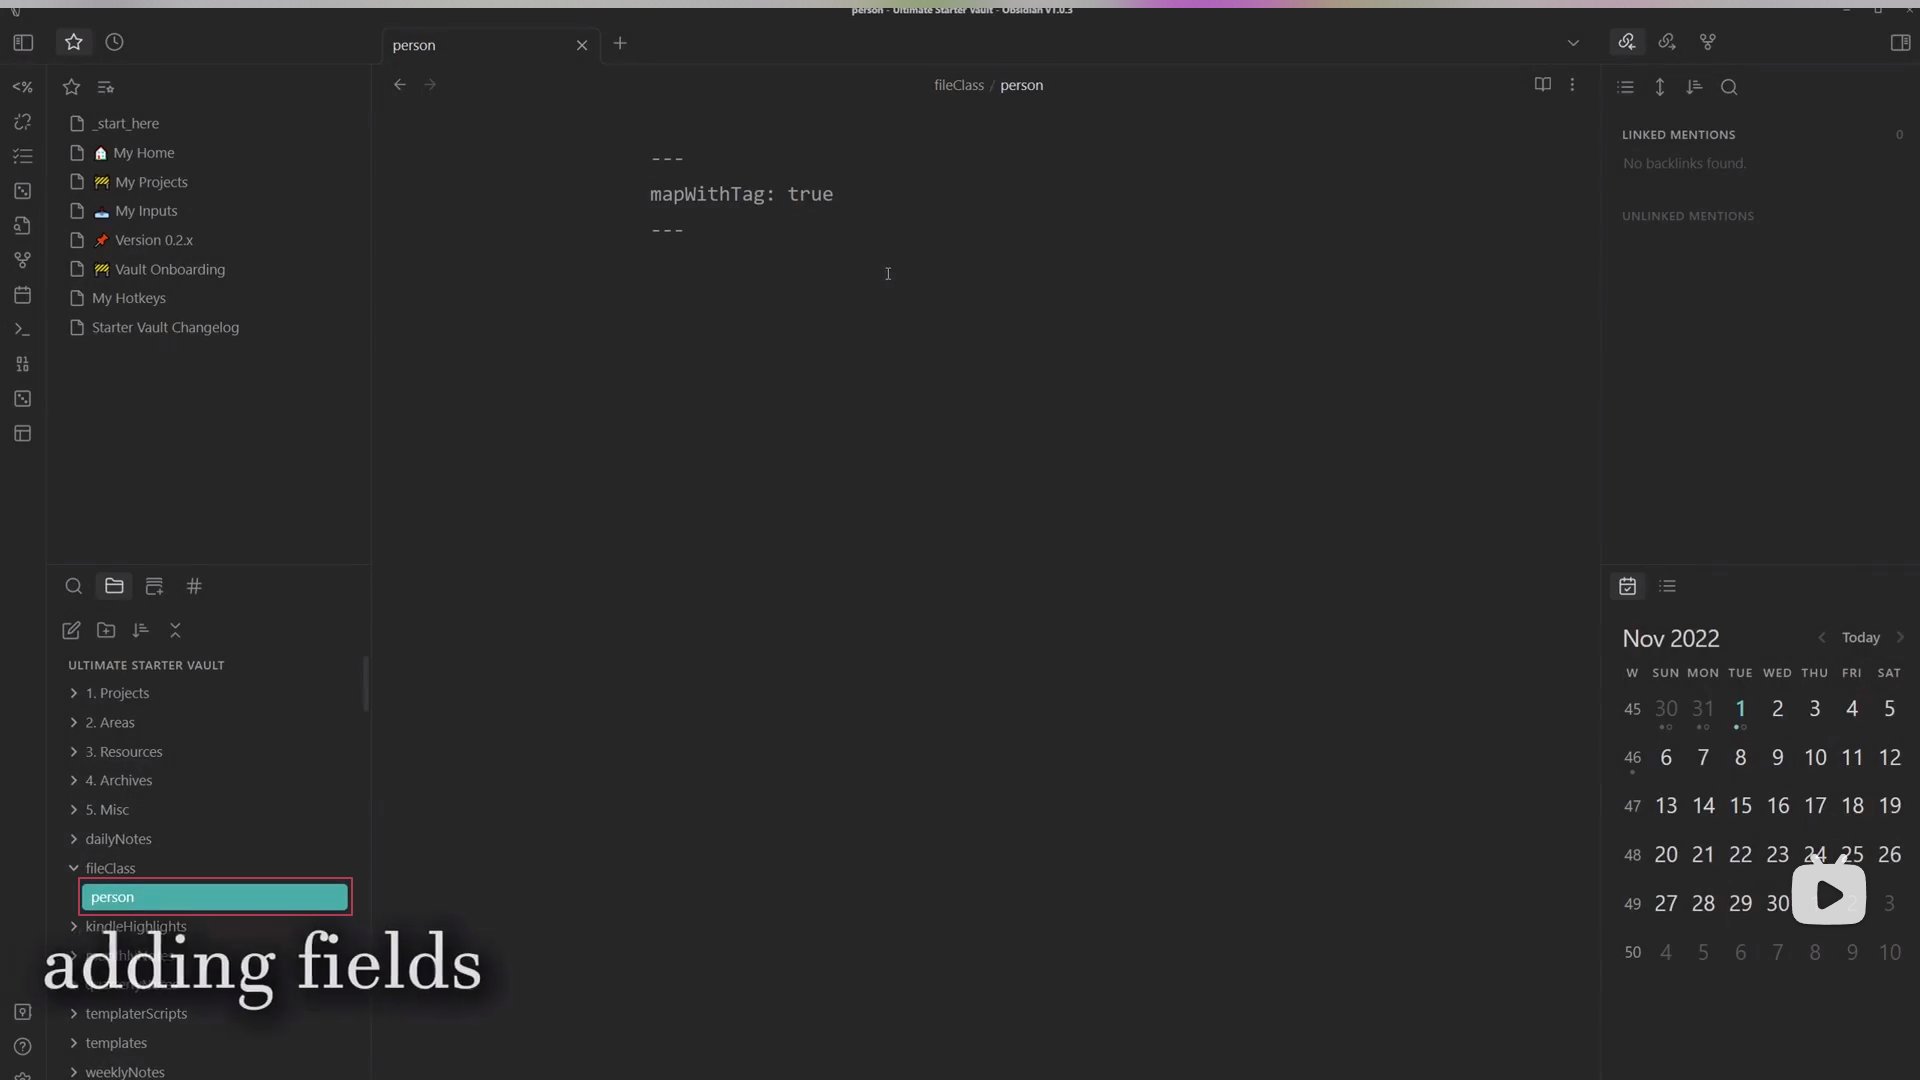 person - Ultimate Starter Vault - Obsidian v1.0.3
person
fileClass / person
_start_here
My Home
My Projects
My Inputs
Version 0.2.x
Vault Onboarding
My Hotkeys
Starter Vault Changelog
---
mapWithTag: true
---
LINKED MENTIONS 0
No backlinks found.
UNLINKED MENTIONS
ULTIMATE STARTER VAULT
1. Projects
2. Areas
3. Resources
4. Archives
5. Misc
dailyNotes
fileClass
person
kindleHighlights
adding fields
templaterScripts
templates
weeklyNotes
Nov 2022 Today
W SUN MON TUE WED THU FRI SAT
45 30 31 1 2 3 4 5
46 6 7 8 9 10 11 12
47 13 14 15 16 17 18 19
48 20 21 22 23 24 25 26
49 27 28 29 30 3
50 4 5 6 7 8 9 10